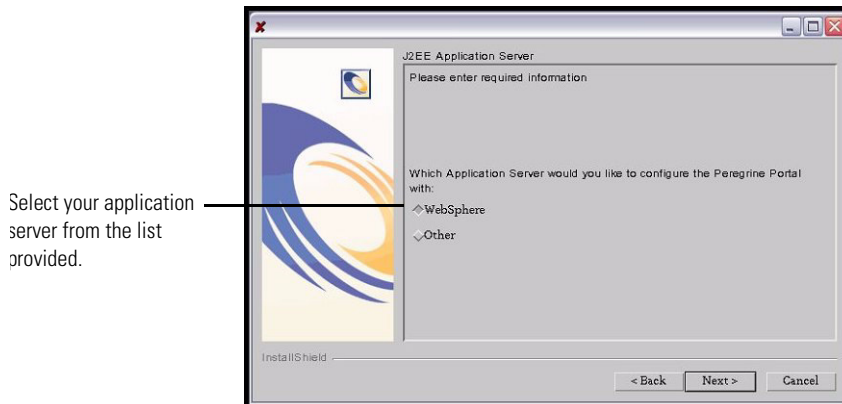 J2EE Application Server
Please enter required information
Which Application Server would you like to configure the Peregrine Portal
with:
WebSphere
Other
Select your application
server from the list
provided.
InstallShield
< Back
Next >
Cancel